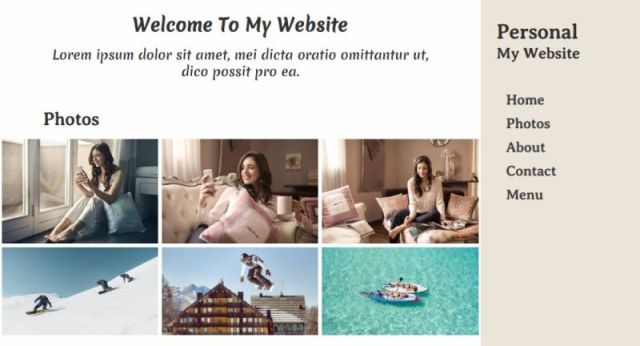 Welcome To My Website
Lorem ipsum dolor sit amet, mei dicta oratio omittantur ut,
dico possit pro ea.
Photos
Personal
My Website
Home
Photos
About
Contact
Menu